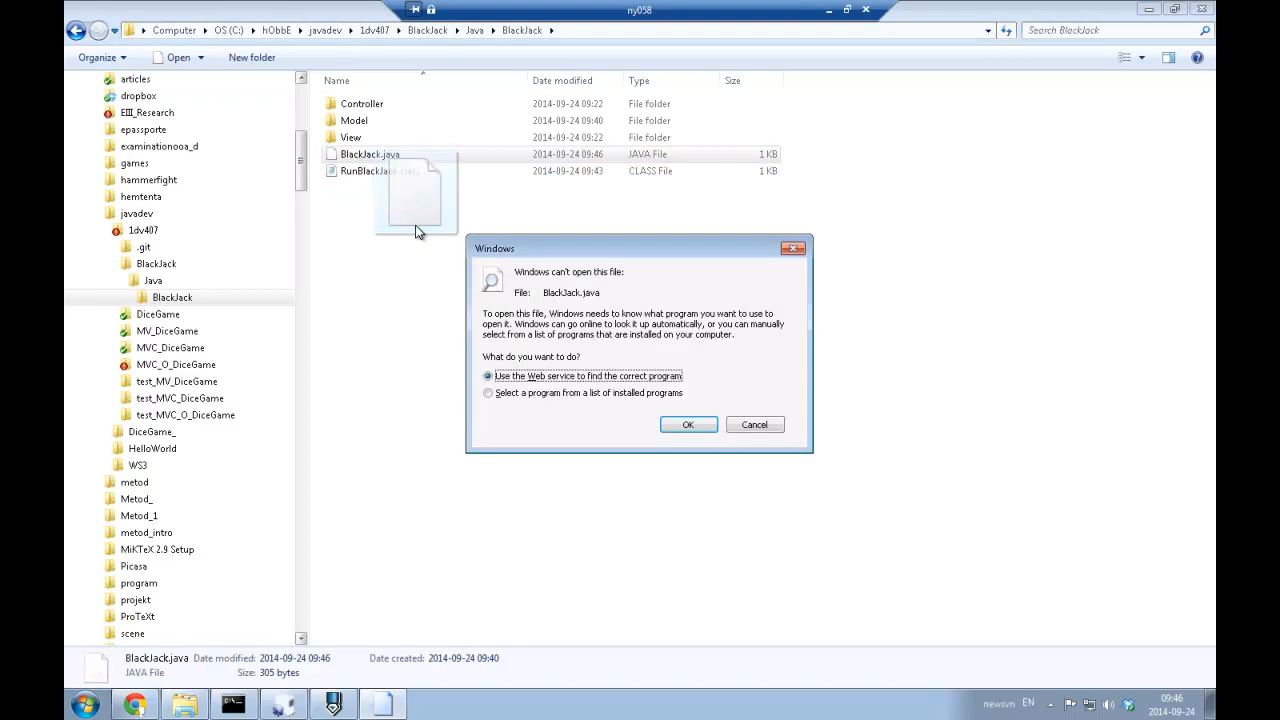 ny058
Computer OS (C:) hObbE javadev 1dv407 BlackJack Java BlackJack
Search BlackJack
Organize Open New folder
Name Date modified Type Size
articles
dropbox
EIII_Research
epassporte
examinationooa_d
games
hammerfight
hemtenta
javadev
1dv407
.git
BlackJack
Java
BlackJack
DiceGame
MV_DiceGame
MVC_DiceGame
MVC_O_DiceGame
test_MV_DiceGame
test_MVC_DiceGame
test_MVC_O_DiceGame
DiceGame_
HelloWorld
WS3
metod
Metod_
Metod_1
metod_intro
MiKTeX 2.9 Setup
Picasa
program
projekt
ProTeXt
scene
Controller 2014-09-24 09:22 File folder
Model 2014-09-24 09:40 File folder
View 2014-09-24 09:22 File folder
BlackJack.java 2014-09-24 09:46 JAVA File 1 KB
RunBlackJack.class 2014-09-24 09:43 CLASS File 1 KB
Windows
Windows can't open this file:
File: BlackJack.java
To open this file, Windows needs to know what program you want to use to
open it. Windows can go online to look it up automatically, or you can manually
select from a list of programs that are installed on your computer.
What do you want to do?
Use the Web service to find the correct program
Select a program from a list of installed programs
OK Cancel
BlackJack.java Date modified: 2014-09-24 09:46 Date created: 2014-09-24 09:40
JAVA File Size: 305 bytes
newsvn EN
09:46
2014-09-24